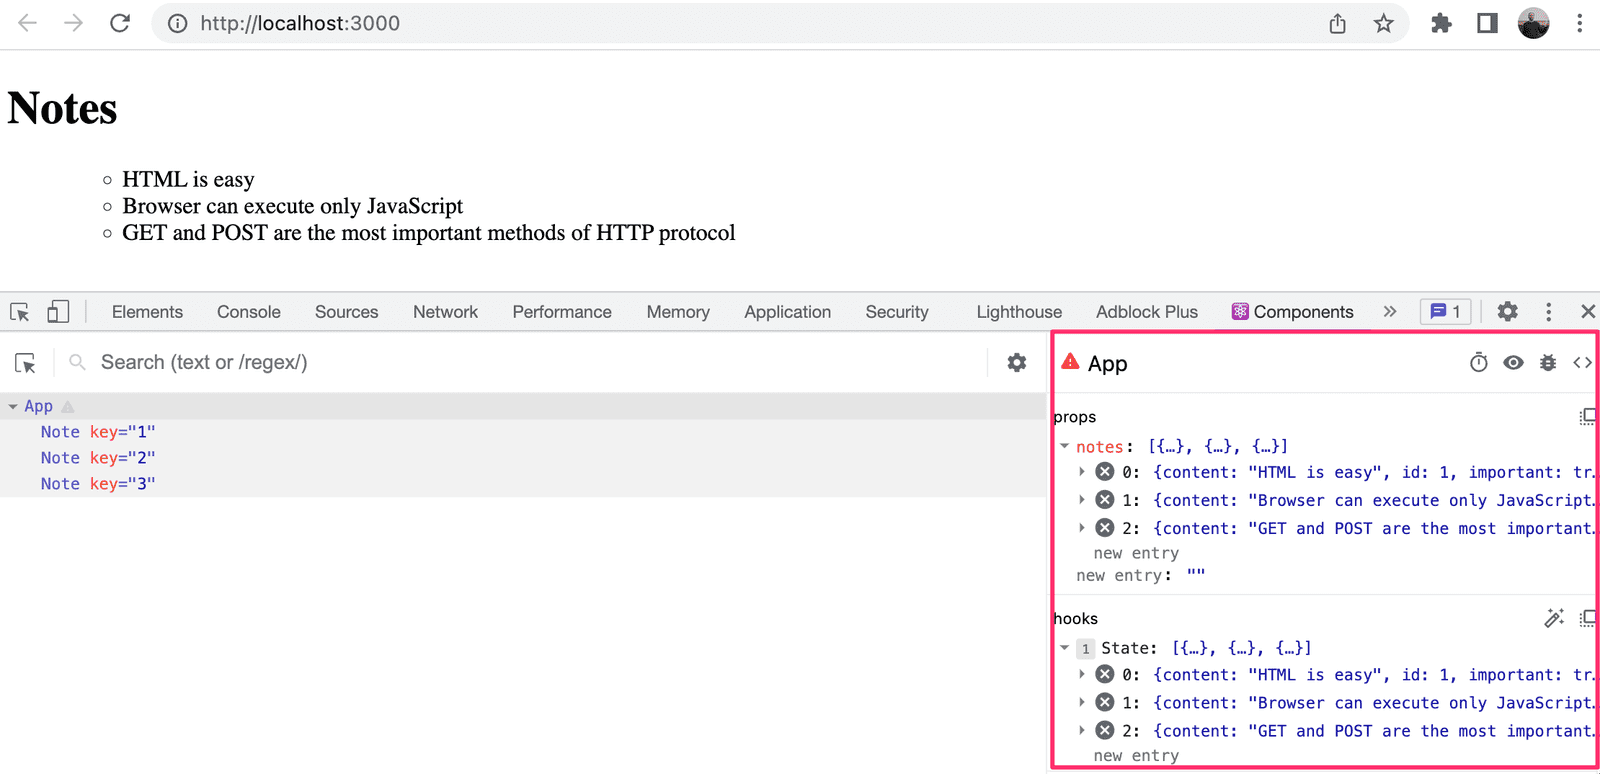 http://localhost:3000
Notes
HTML is easy
Browser can execute only JavaScript
GET and POST are the most important methods of HTTP protocol
Elements Console Sources Network Performance Memory Application Security Lighthouse Adblock Plus Components » 1
Search (text or /regex/)
App
Note key="1"
Note key="2"
Note key="3"
App
props
notes: [{…}, {…}, {…}]
0: {content: "HTML is easy", id: 1, important: tr…
1: {content: "Browser can execute only JavaScript…
2: {content: "GET and POST are the most important…
new entry
new entry: ""
hooks
1 State: [{…}, {…}, {…}]
0: {content: "HTML is easy", id: 1, important: tr…
1: {content: "Browser can execute only JavaScript…
2: {content: "GET and POST are the most important…
new entry